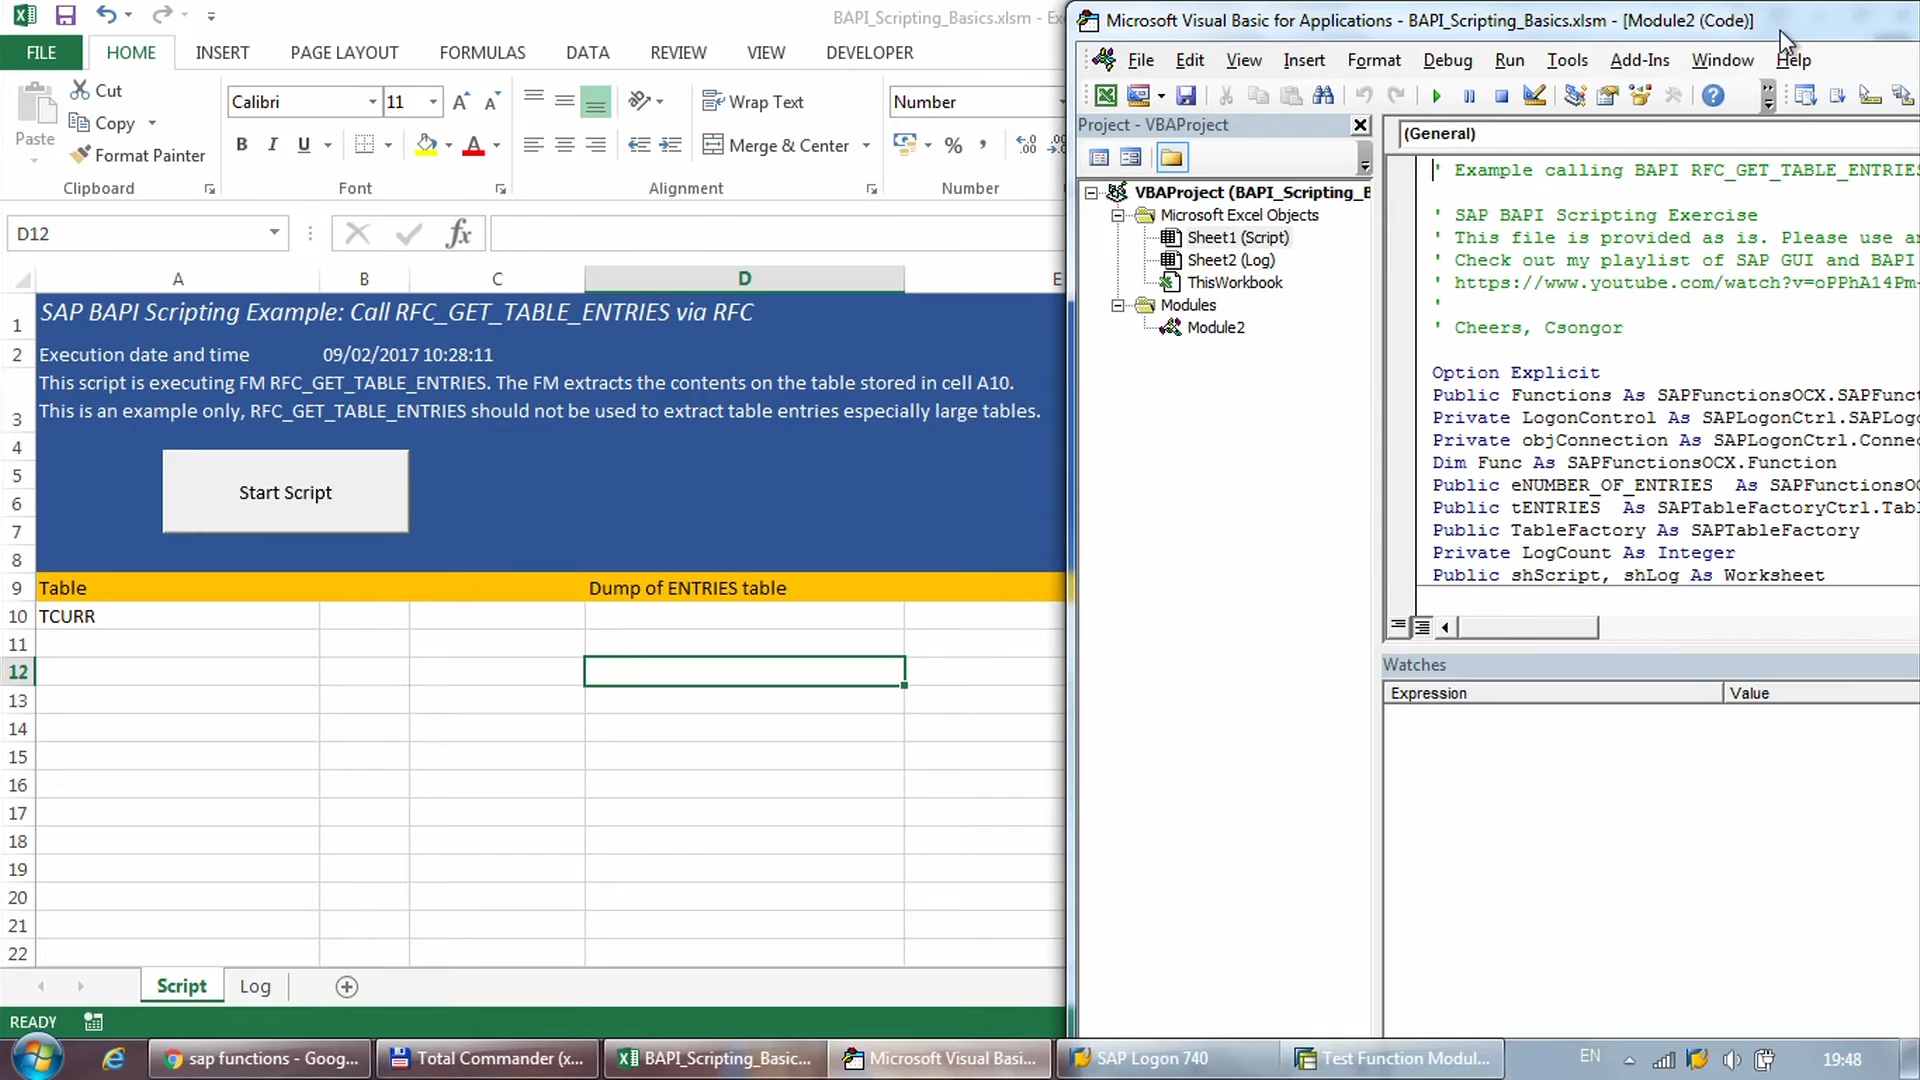 BAPI_Scripting_Basics.xlsm - Ex
FILE HOME INSERT PAGE LAYOUT FORMULAS DATA REVIEW VIEW DEVELOPER
Cut
Copy
Format Painter
Paste
Clipboard
Calibri 11
B I U
Font
Wrap Text
Merge & Center
Alignment
Number
%
Number
D12
fx
A B C D E
1 SAP BAPI Scripting Example: Call RFC_GET_TABLE_ENTRIES via RFC
2 Execution date and time 09/02/2017 10:28:11
This script is executing FM RFC_GET_TABLE_ENTRIES. The FM extracts the contents on the table stored in cell A10.
3 This is an example only, RFC_GET_TABLE_ENTRIES should not be used to extract table entries especially large tables.
4
5
Start Script
6
7
8
9 Table Dump of ENTRIES table
10 TCURR
11
12
13
14
15
16
17
18
19
20
21
22
Script Log
READY
Microsoft Visual Basic for Applications - BAPI_Scripting_Basics.xlsm - [Module2 (Code)]
File Edit View Insert Format Debug Run Tools Add-Ins Window Help
Project - VBAProject
VBAProject (BAPI_Scripting_B
Microsoft Excel Objects
Sheet1 (Script)
Sheet2 (Log)
ThisWorkbook
Modules
Module2
(General)
' Example calling BAPI RFC_GET_TABLE_ENTRIES
' SAP BAPI Scripting Exercise
' This file is provided as is. Please use an
' Check out my playlist of SAP GUI and BAPI
' https://www.youtube.com/watch?v=oPPhA14Pm-
'
' Cheers, Csongor
Option Explicit
Public Functions As SAPFunctionsOCX.SAPFunct
Private LogonControl As SAPLogonCtrl.SAPLogo
Private objConnection As SAPLogonCtrl.Connec
Dim Func As SAPFunctionsOCX.Function
Public eNUMBER_OF_ENTRIES As SAPFunctionsOC
Public tENTRIES As SAPTableFactoryCtrl.Tabl
Public TableFactory As SAPTableFactory
Private LogCount As Integer
Public shScript, shLog As Worksheet
Watches
Expression Value
sap functions - Goog... Total Commander (x... BAPI_Scripting_Basic... Microsoft Visual Basi... SAP Logon 740 Test Function Modul... EN 19:48